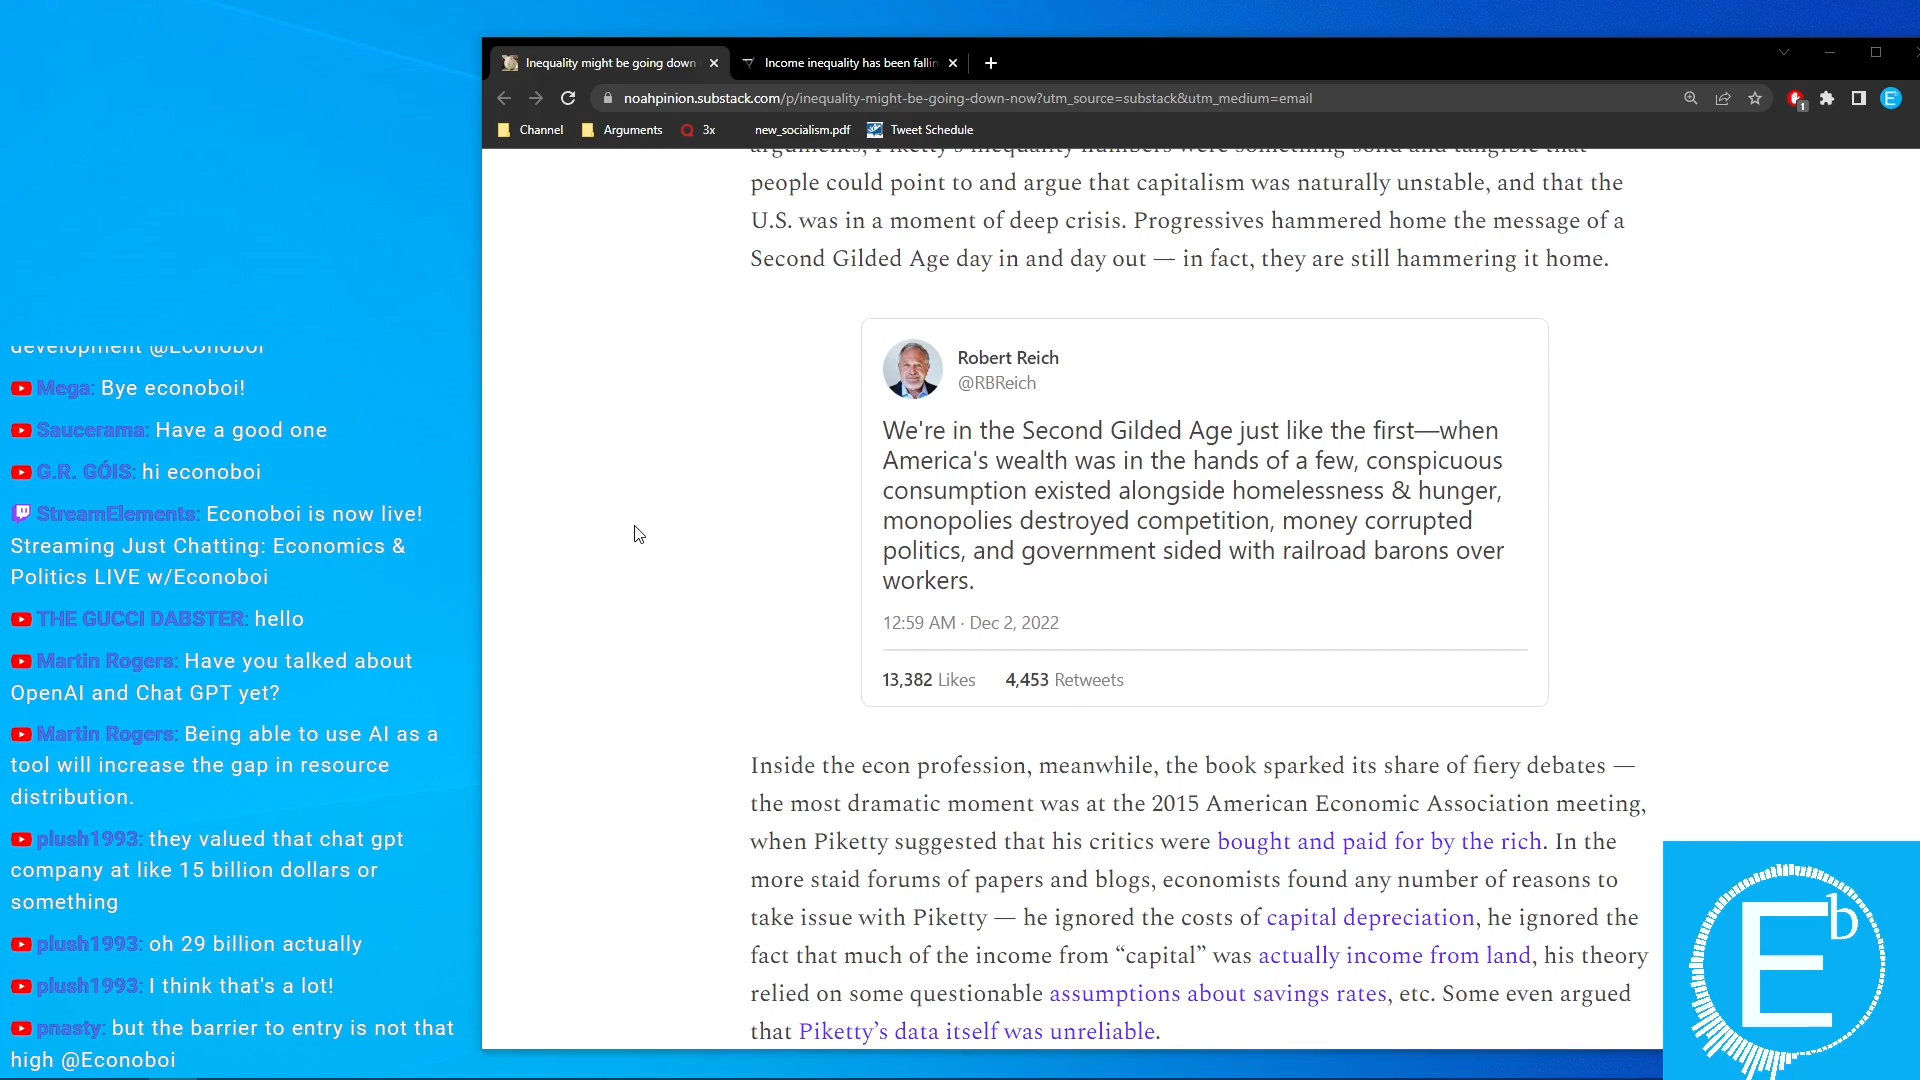 Inequality might be going down
Income inequality has been fallin
noahpinion.substack.com/p/inequality-might-be-going-down-now?utm_source=substack&utm_medium=email
1
E
Channel
Arguments
3x
new_socialism.pdf
Tweet Schedule
arguments, Piketty's inequality numbers were something solid and tangible that
people could point to and argue that capitalism was naturally unstable, and that the
U.S. was in a moment of deep crisis. Progressives hammered home the message of a
Second Gilded Age day in and day out — in fact, they are still hammering it home.
Robert Reich
@RBReich
We're in the Second Gilded Age just like the first—when
America's wealth was in the hands of a few, conspicuous
consumption existed alongside homelessness & hunger,
monopolies destroyed competition, money corrupted
politics, and government sided with railroad barons over
workers.
12:59 AM · Dec 2, 2022
13,382 Likes 4,453 Retweets
Inside the econ profession, meanwhile, the book sparked its share of fiery debates —
the most dramatic moment was at the 2015 American Economic Association meeting,
when Piketty suggested that his critics were bought and paid for by the rich. In the
more staid forums of papers and blogs, economists found any number of reasons to
take issue with Piketty — he ignored the costs of capital depreciation, he ignored the
fact that much of the income from “capital” was actually income from land, his theory
relied on some questionable assumptions about savings rates, etc. Some even argued
that Piketty’s data itself was unreliable.
development @Econoboi
Mega: Bye econoboi!
Saucerama: Have a good one
G.R. GÓIS: hi econoboi
StreamElements: Econoboi is now live!
Streaming Just Chatting: Economics &
Politics LIVE w/Econoboi
THE GUCCI DABSTER: hello
Martin Rogers: Have you talked about
OpenAI and Chat GPT yet?
Martin Rogers: Being able to use AI as a
tool will increase the gap in resource
distribution.
plush1993: they valued that chat gpt
company at like 15 billion dollars or
something
plush1993: oh 29 billion actually
plush1993: I think that's a lot!
pnasty: but the barrier to entry is not that
high @Econoboi
Eb